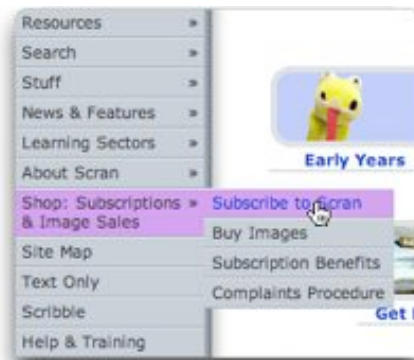 Resources »
Search »
Stuff »
News & Features »
Learning Sectors »
About Scran »
Shop: Subscriptions »
& Image Sales
Site Map
Text Only
Scribble
Help & Training
Subscribe to Scran
Buy Images
Subscription Benefits
Complaints Procedure
Early Years
Get